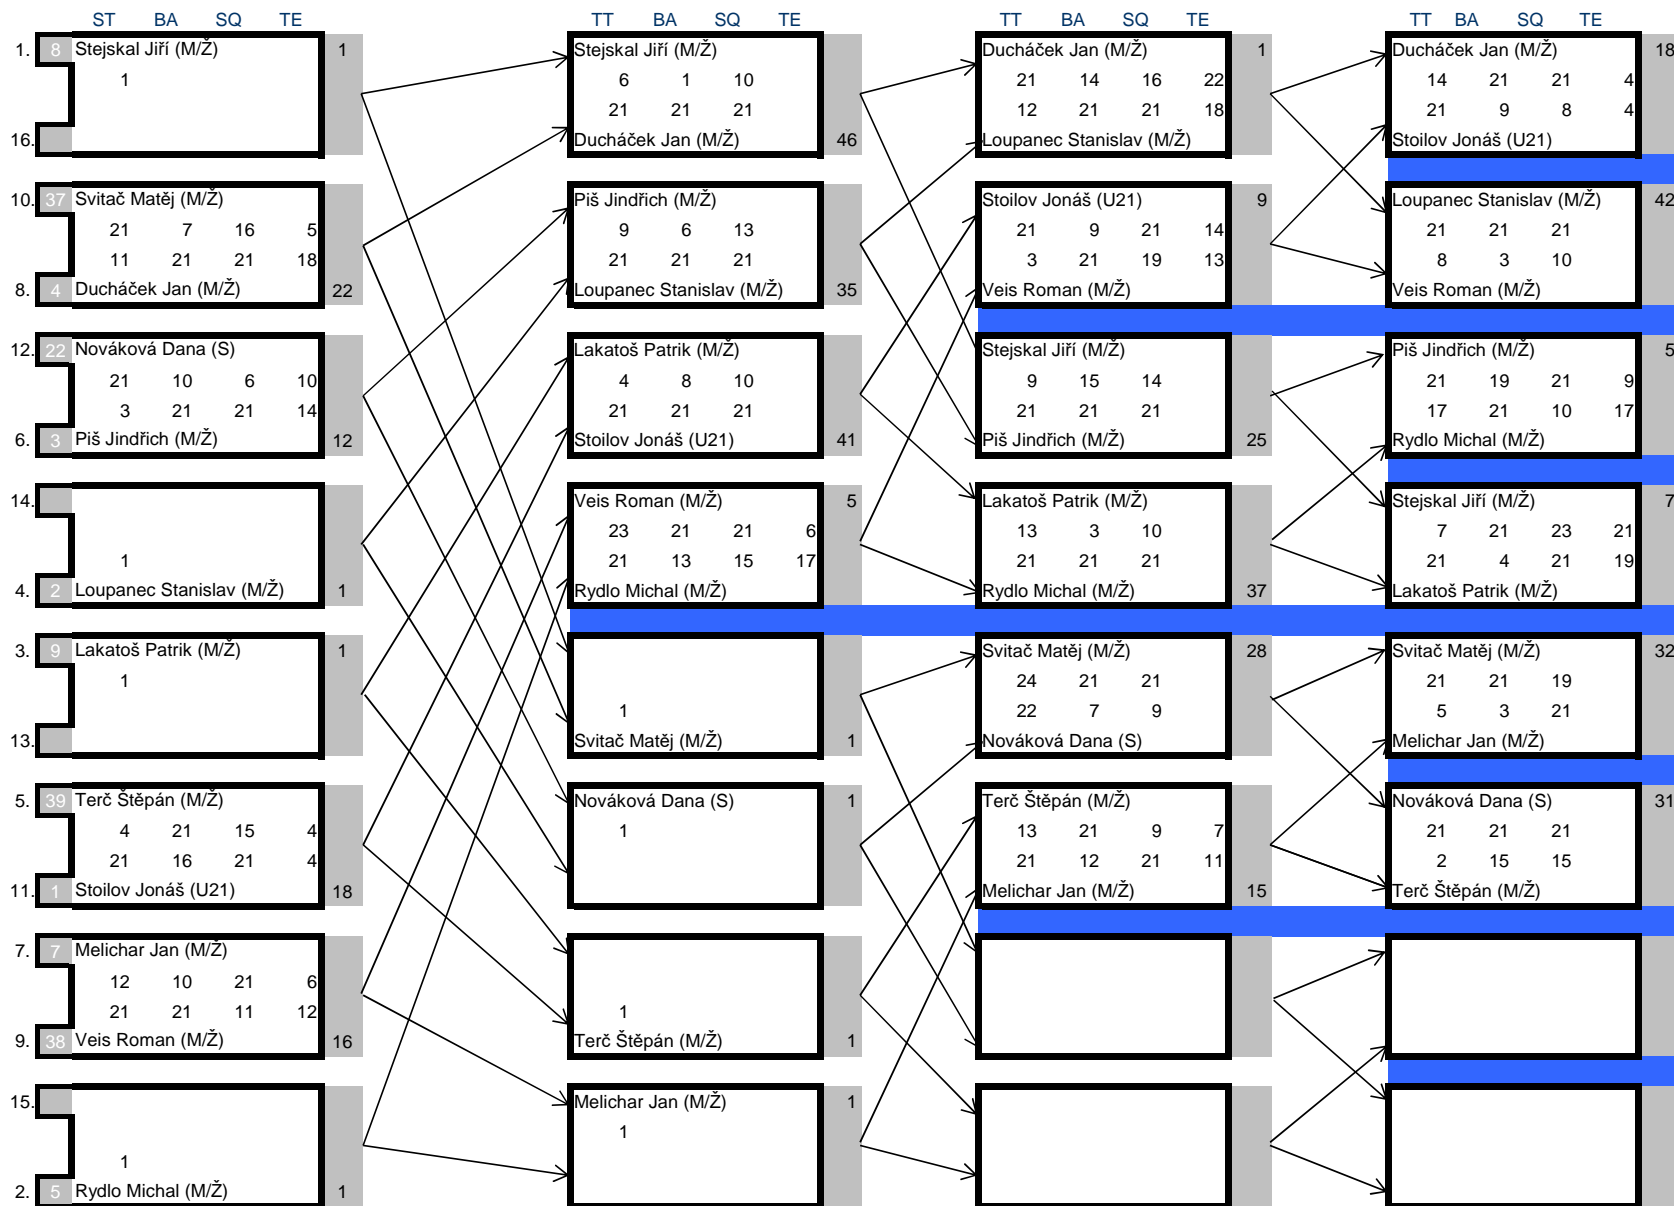 ST BA SQ TE
1. 8 Stejskal Jiří (M/Ž) 1
1
16.
10. 37 Svitač Matěj (M/Ž)
21 7 16 5
11 21 21 18
8. 4 Ducháček Jan (M/Ž) 22
12. 22 Nováková Dana (S)
21 10 6 10
3 21 21 14
6. 3 Piš Jindřich (M/Ž) 12
14.
1
4. 2 Loupanec Stanislav (M/Ž) 1
3. 9 Lakatoš Patrik (M/Ž) 1
1
13.
5. 39 Terč Štěpán (M/Ž)
4 21 15 4
21 16 21 4
11. 1 Stoilov Jonáš (U21) 18
7. 7 Melichar Jan (M/Ž)
12 10 21 6
21 21 11 12
9. 38 Veis Roman (M/Ž) 16
15.
1
2. 5 Rydlo Michal (M/Ž) 1
TT BA SQ TE
Stejskal Jiří (M/Ž)
6 1 10
21 21 21
Ducháček Jan (M/Ž) 46
Piš Jindřich (M/Ž)
9 6 13
21 21 21
Loupanec Stanislav (M/Ž) 35
Lakatoš Patrik (M/Ž)
4 8 10
21 21 21
Stoilov Jonáš (U21) 41
Veis Roman (M/Ž) 5
23 21 21 6
21 13 15 17
Rydlo Michal (M/Ž)
1
Svitač Matěj (M/Ž) 1
Nováková Dana (S) 1
1
1
Terč Štěpán (M/Ž) 1
Melichar Jan (M/Ž) 1
1
TT BA SQ TE
Ducháček Jan (M/Ž) 1
21 14 16 22
12 21 21 18
Loupanec Stanislav (M/Ž)
Stoilov Jonáš (U21) 9
21 9 21 14
3 21 19 13
Veis Roman (M/Ž)
Stejskal Jiří (M/Ž)
9 15 14
21 21 21
Piš Jindřich (M/Ž) 25
Lakatoš Patrik (M/Ž)
13 3 10
21 21 21
Rydlo Michal (M/Ž) 37
Svitač Matěj (M/Ž) 28
24 21 21
22 7 9
Nováková Dana (S)
Terč Štěpán (M/Ž)
13 21 9 7
21 12 21 11
Melichar Jan (M/Ž) 15
TT BA SQ TE
Ducháček Jan (M/Ž) 18
14 21 21 4
21 9 8 4
Stoilov Jonáš (U21)
Loupanec Stanislav (M/Ž) 42
21 21 21
8 3 10
Veis Roman (M/Ž)
Piš Jindřich (M/Ž) 5
21 19 21 9
17 21 10 17
Rydlo Michal (M/Ž)
Stejskal Jiří (M/Ž) 7
7 21 23 21
21 4 21 19
Lakatoš Patrik (M/Ž)
Svitač Matěj (M/Ž) 32
21 21 19
5 3 21
Melichar Jan (M/Ž)
Nováková Dana (S) 31
21 21 21
2 15 15
Terč Štěpán (M/Ž)